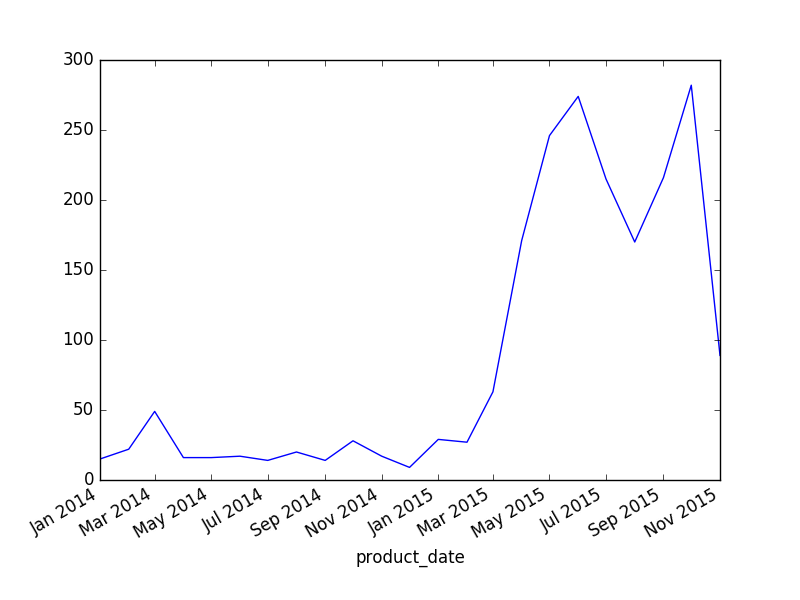 300
250
200
150
100
50
0
Jan 2014
Mar 2014
May 2014
Jul 2014
Sep 2014
Nov 2014
Jan 2015
Mar 2015
May 2015
Jul 2015
Sep 2015
Nov 2015
product_date